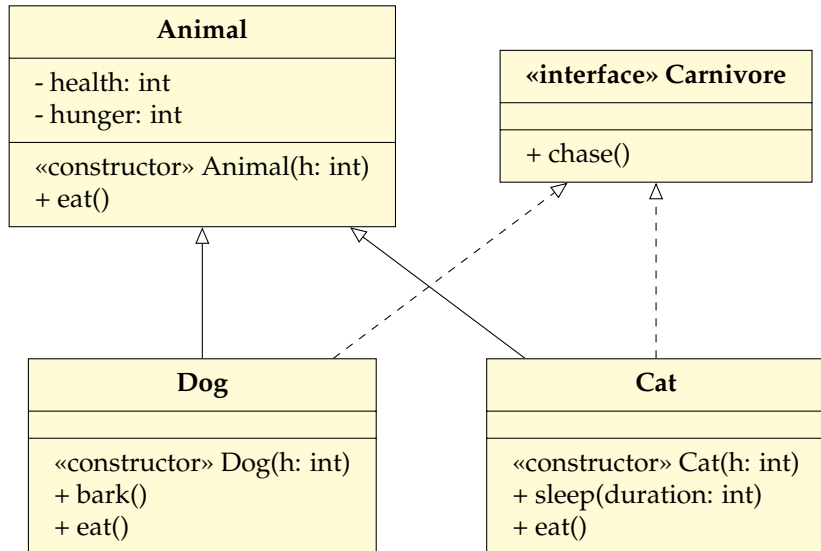 Animal
- health: int
- hunger: int
«constructor» Animal(h: int)
+ eat()
«interface» Carnivore
+ chase()
Dog
«constructor» Dog(h: int)
+ bark()
+ eat()
Cat
«constructor» Cat(h: int)
+ sleep(duration: int)
+ eat()